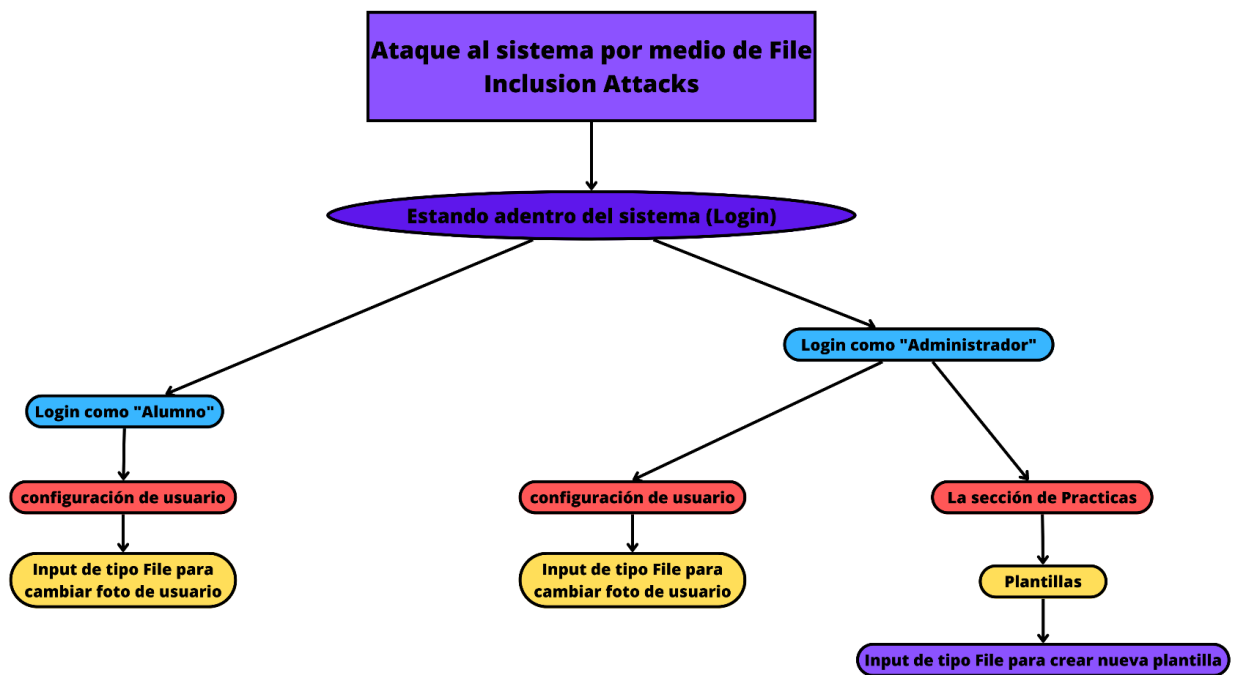 Ataque al sistema por medio de File
Inclusion Attacks
Estando adentro del sistema (Login)
Login como "Administrador"
Login como "Alumno"
configuración de usuario
configuración de usuario
La sección de Practicas
Input de tipo File para
cambiar foto de usuario
Input de tipo File para
cambiar foto de usuario
Plantillas
Input de tipo File para crear nueva plantilla